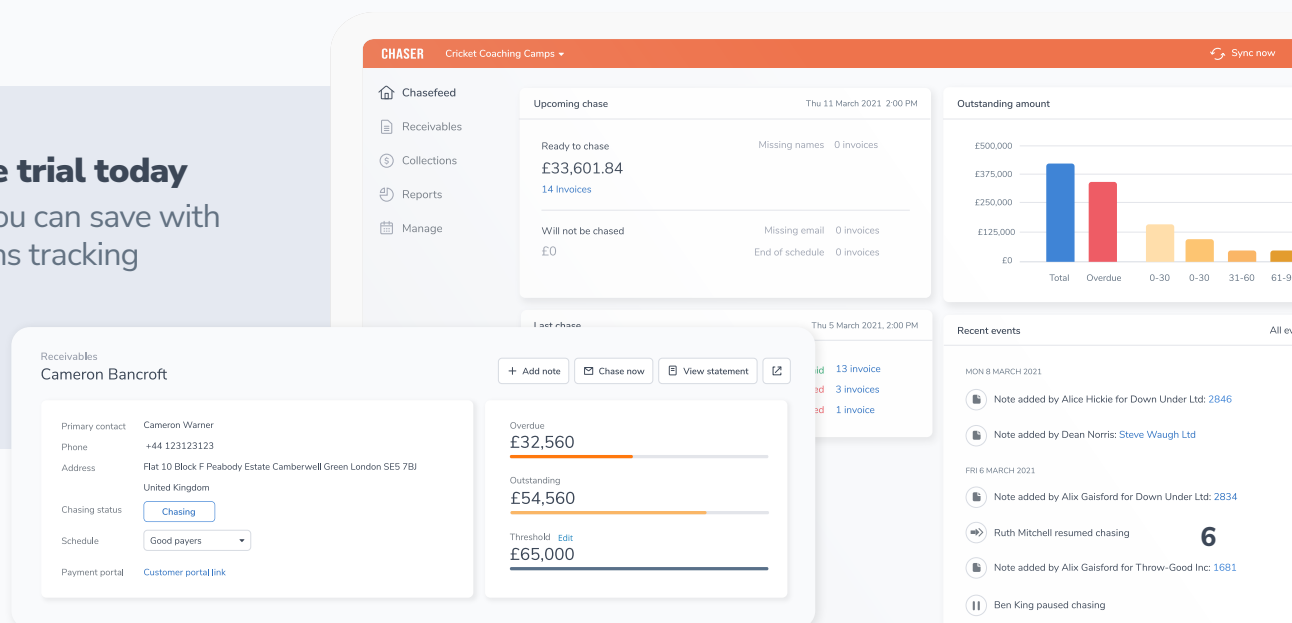 e trial today
ou can save with
ns tracking
CHASER Cricket Coaching Camps
Sync now
Chasefeed
Receivables
Collections
Reports
Manage
Upcoming chase Thu 11 March 2021 2:00 PM
Ready to chase Missing names 0 invoices
£33,601.84
14 Invoices
Will not be chased Missing email 0 invoices
£0 End of schedule 0 invoices
Outstanding amount
£500,000
£375,000
£250,000
£125,000
£0
Total Overdue 0-30 0-30 31-60 61-9
Last chase Thu 5 March 2021, 2:00 PM
id 13 invoice
ed 3 invoices
ed 1 invoice
Recent events All ev
MON 8 MARCH 2021
Note added by Alice Hickie for Down Under Ltd: 2846
Note added by Dean Norris: Steve Waugh Ltd
FRI 6 MARCH 2021
Note added by Alix Gaisford for Down Under Ltd: 2834
Ruth Mitchell resumed chasing
6
Note added by Alix Gaisford for Throw-Good Inc: 1681
Ben King paused chasing
Receivables
Cameron Bancroft
+ Add note Chase now View statement
Primary contact Cameron Warner
Phone +44 123123123
Address Flat 10 Block F Peabody Estate Camberwell Green London SE5 7BJ
United Kingdom
Chasing status Chasing
Schedule Good payers
Payment portal Customer portal link
Overdue
£32,560
Outstanding
£54,560
Threshold Edit
£65,000